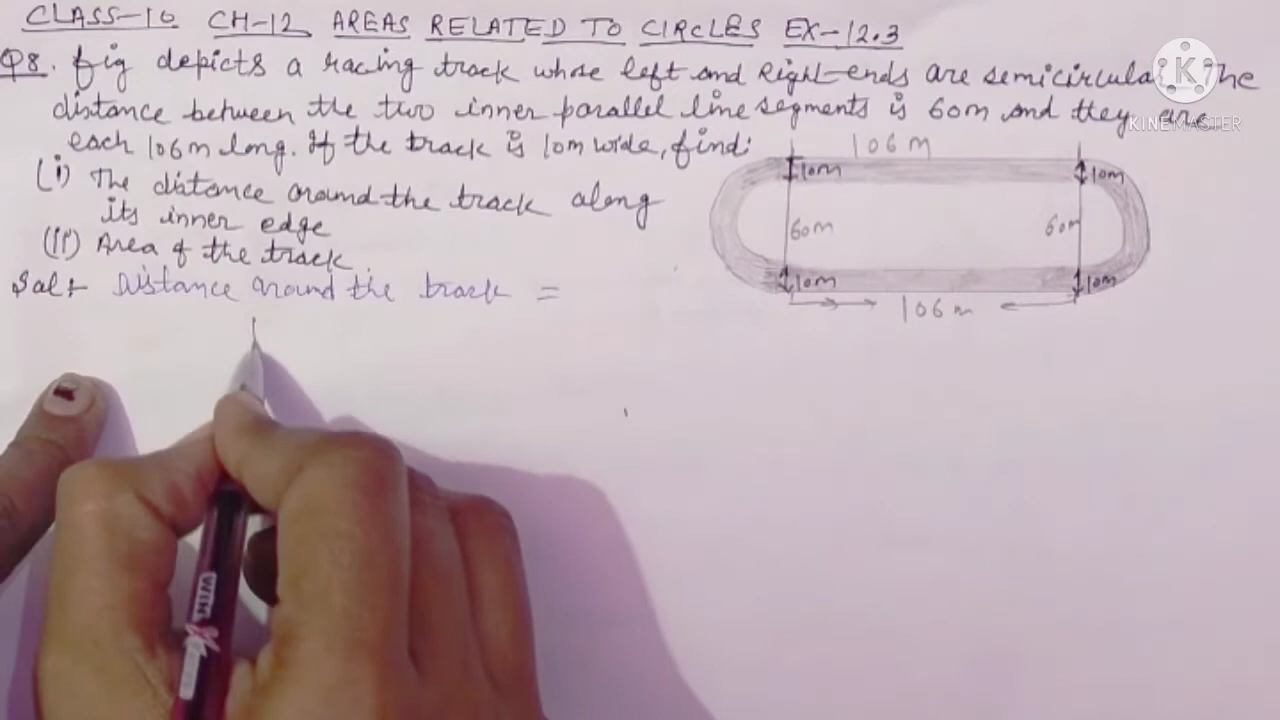 CLASS-10 CH-12 AREAS RELATED TO CIRCLES EX-12.3
Q8. Fig depicts a racing track whose left and Right ends are semicircular. The
distance between the two inner parallel line segments is 60m and they are
each 106m long. If the track is 10m wide, find:
(i) The distance around the track along
its inner edge
(ii) Area of the track.
Sol:- Distance around the track =
106 m
10m
10m
60m
60m
10m
10m
106 m
K
KINEMASTER
WIN